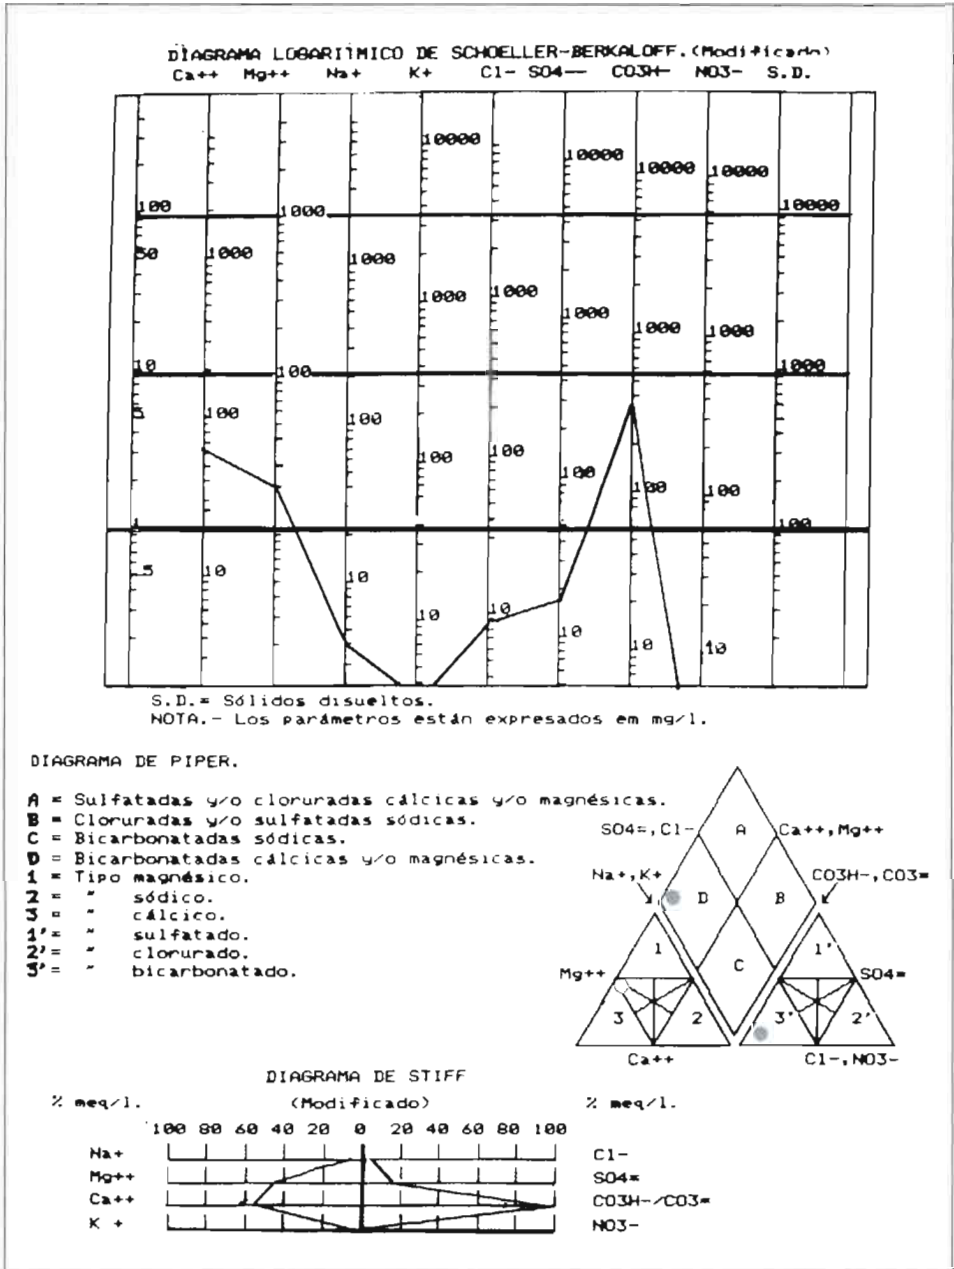 DIAGRAMA LOGARITMICO DE SCHOELLER-BERKALOFF.(Modificado)
Ca++ Mg++ Na+ K+ Cl- SO4-- CO3H- NO3- S.D.
10000
10000 10000 10000
100 1000 10000
50 1000 1000
1000 1000
1000 1000 1000
10 100 1000
5 100 100
100 100
100 100 100
1 100
.5 10 10
10 10
10 10 10
S.D.= Sólidos disueltos.
NOTA.- Los parámetros están expresados em mg/l.
DIAGRAMA DE PIPER.
A = Sulfatadas y/o cloruradas cálcicas y/o magnésicas.
B = Cloruradas y/o sulfatadas sódicas.
C = Bicarbonatadas sódicas.
D = Bicarbonatadas cálcicas y/o magnésicas.
1 = Tipo magnésico.
2 = " sódico.
3 = " cálcico.
1'= " sulfatado.
2'= " clorurado.
3'= " bicarbonatado.
A
SO4=,Cl- Ca++,Mg++
Na+,K+ CO3H-,CO3=
D B
1 C 1'
Mg++ SO4=
3 2 3' 2'
Ca++ Cl-,NO3-
DIAGRAMA DE STIFF
% meq/l. (Modificado) % meq/l.
100 80 60 40 20 0 20 40 60 80 100
Na+ Cl-
Mg++ SO4=
Ca++ CO3H-/CO3=
K + NO3-